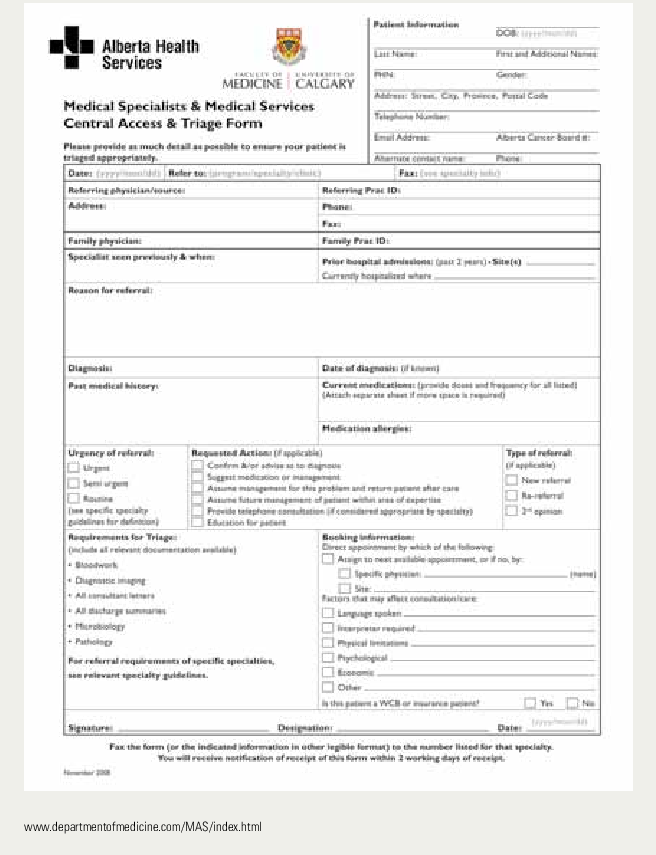 Alberta Health
Services
FACULTY OF
MEDICINE
UNIVERSITY OF
CALGARY
Medical Specialists & Medical Services
Central Access & Triage Form
Please provide as much detail as possible to ensure your patient is
triaged appropriately.
Patient Information
DOB: (yyyy/mon/dd)
Last Name: First and Additional Names:
PHN: Gender:
Address: Street, City, Province, Postal Code
Telephone Number:
Email Address: Alberta Cancer Board #:
Alternate contact name: Phone:
Date: (yyyy/mon/dd) Refer to: (program/specialty/clinic) Fax: (see specialty info)
Referring physician/source: Referring Prac ID:
Address: Phone:
Fax:
Family physician: Family Prac ID:
Specialist seen previously & when:
Prior hospital admissions: (past 2 years) - Site(s)
Currently hospitalized where
Reason for referral:
Diagnosis: Date of diagnosis: (if known)
Past medical history:
Current medications: (provide doses and frequency for all listed)
(Attach separate sheet if more space is required)
Medication allergies:
Urgency of referral:
Urgent
Semi urgent
Routine
(see specific specialty
guidelines for definition)
Requested Action: (if applicable)
Confirm &/or advise as to diagnosis
Suggest medication or management
Assume management for this problem and return patient after care
Assume future management of patient within area of expertise
Provide telephone consultation (if considered appropriate by specialty)
Education for patient
Type of referral:
(if applicable)
New referral
Re-referral
2nd opinion
Requirements for Triage:
(include all relevant documentation available)
• Bloodwork
• Diagnostic imaging
• All consultant letters
• All discharge summaries
• Microbiology
• Pathology
For referral requirements of specific specialties,
see relevant specialty guidelines.
Booking Information:
Direct appointment by which of the following:
Assign to next available appointment, or if no, by:
Specific physician: (name)
Site:
Factors that may affect consultation/care:
Language spoken
Interpreter required
Physical limitations
Psychological
Economic
Other
Is this patient a WCB or insurance patient? Yes No
Signature: Designation: Date: (yyyy/mon/dd)
Fax the form (or the indicated information in other legible format) to the number listed for that specialty.
You will receive notification of receipt of this form within 2 working days of receipt.
November 2008
www.departmentofmedicine.com/MAS/index.html